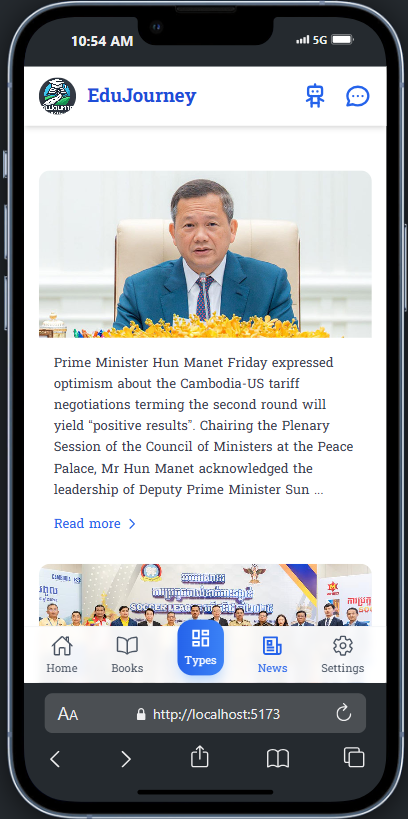 10:54 AM
5G
EduJourney
Prime Minister Hun Manet Friday expressed
optimism about the Cambodia-US tariff
negotiations terming the second round will
yield “positive results”. Chairing the Plenary
Session of the Council of Ministers at the Peace
Palace, Mr Hun Manet acknowledged the
leadership of Deputy Prime Minister Sun ...
Read more
Home
Books
Types
News
Settings
AA
http://localhost:5173